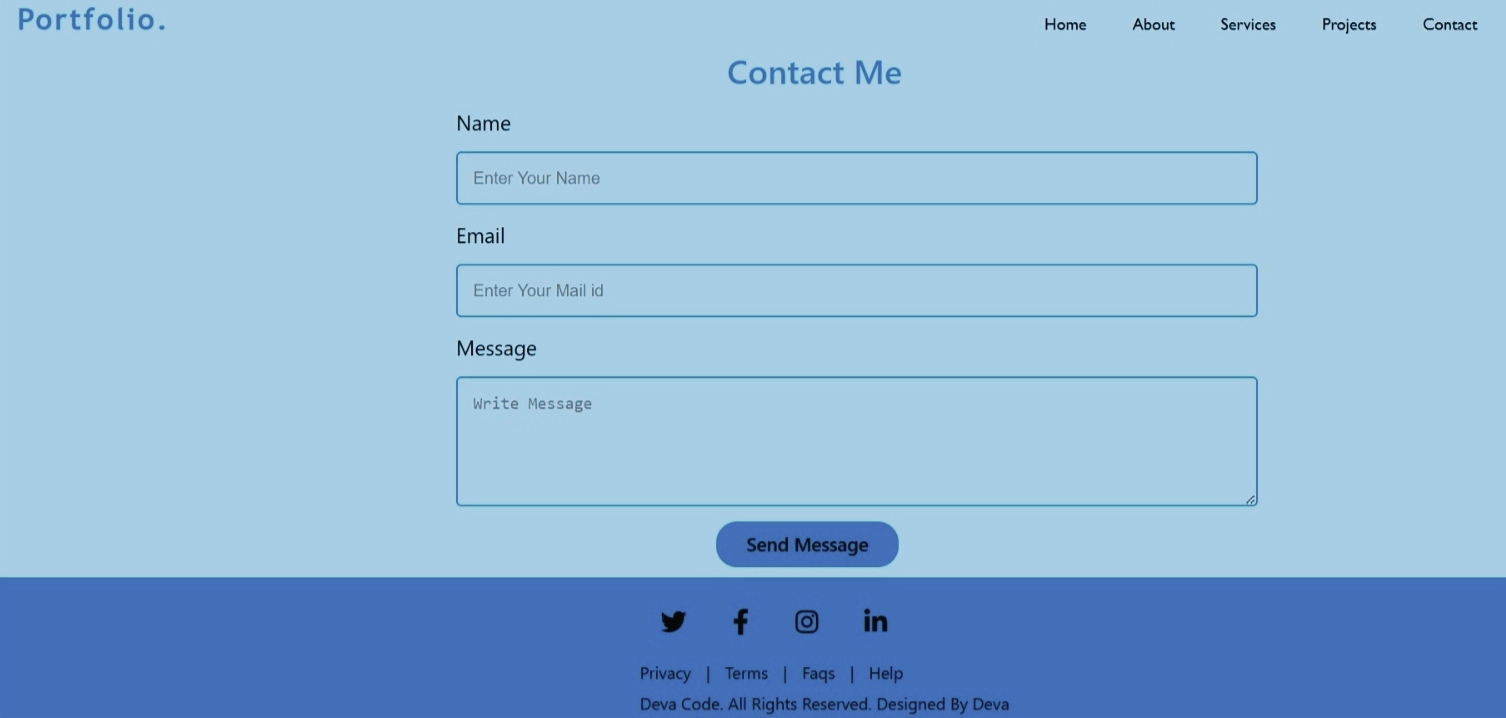 Portfolio.
Home About Services Projects Contact
Contact Me
Name
Enter Your Name
Email
Enter Your Mail id
Message
Write Message
Send Message
Privacy | Terms | Faqs | Help
Deva Code. All Rights Reserved. Designed By Deva